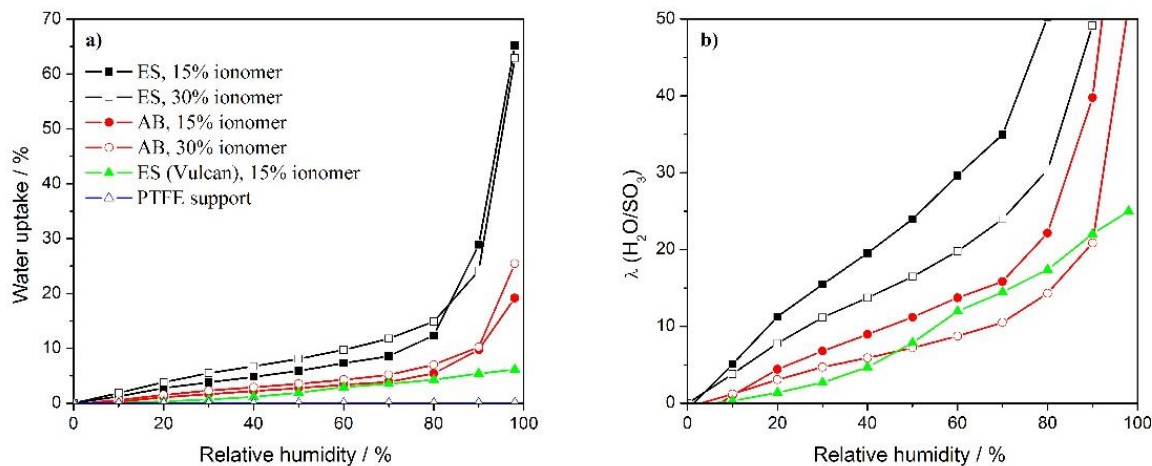 a)
70
60
50
40
30
20
10
0
Water uptake / %
ES, 15% ionomer
ES, 30% ionomer
AB, 15% ionomer
AB, 30% ionomer
ES (Vulcan), 15% ionomer
PTFE support
0 20 40 60 80 100
Relative humidity / %
b)
50
40
30
20
10
0
λ (H₂O/SO₃)
0 20 40 60 80 100
Relative humidity / %